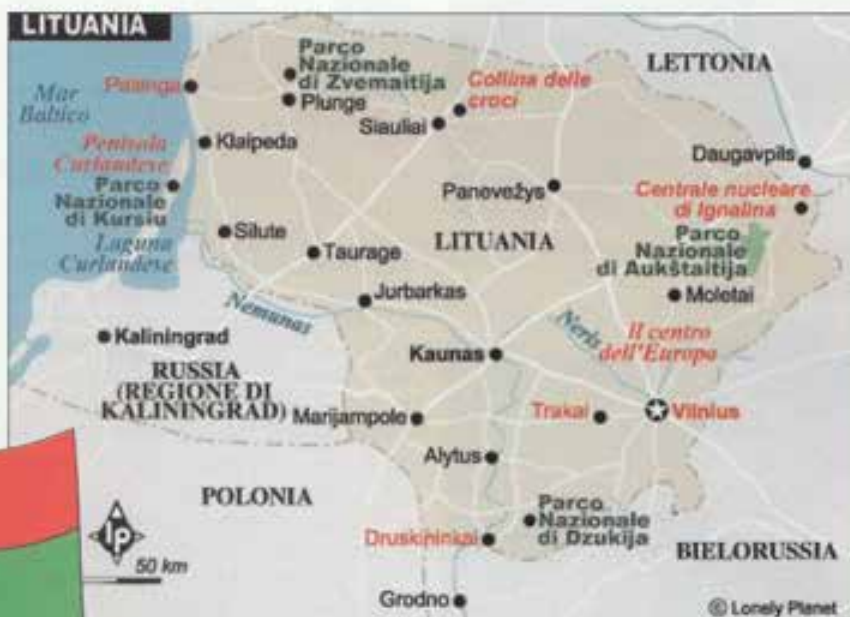 LITUANIA
Mar
Baltico
Palanga
Parco
Nazionale
di Zvemaitija
Plunge
Collina delle
croci
Siauliai
LETTONIA
Penisola
Curlandese
Klaipeda
Parco
Nazionale
di Kursiu
Laguna
Curlandese
Silute
Taurage
Panevežys
LITUANIA
Daugavpils
Centrale nucleare
di Ignalina
Parco
Nazionale
di Aukštaitija
Moletai
Jurbarkas
Nemunas
Kaliningrad
RUSSIA
(REGIONE DI
KALININGRAD)
Kaunas
Neris
Il centro
dell'Europa
Marijampole
Trakai
Vilnius
Alytus
POLONIA
Parco
Nazionale
di Dzukija
Druskininkai
BIELORUSSIA
lp
50 km
Grodno
© Lonely Planet